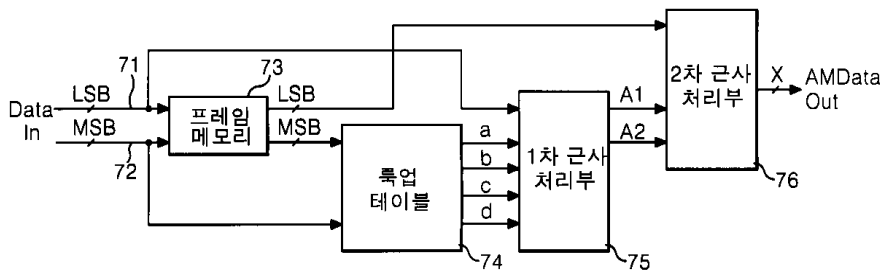 71
LSB
Data
In
MSB
72
73
프레임
메모리
LSB
MSB
룩업
테이블
74
a
b
c
d
1차 근사
처리부
75
A1
A2
2차 근사
처리부
76
X
AMData
Out